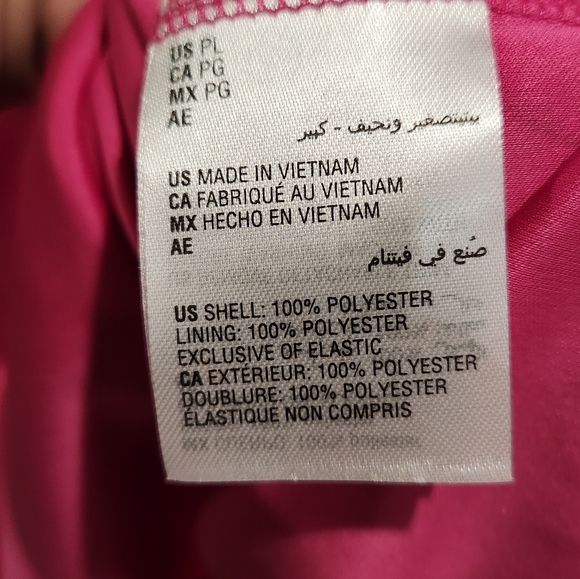 US PL
CA PG
MX PG
AE
كبير - ونحيف
US MADE IN VIETNAM
CA FABRIQUÉ AU VIETNAM
MX HECHO EN VIETNAM
AE
صُنع في فيتنام
US SHELL: 100% POLYESTER
LINING: 100% POLYESTER
EXCLUSIVE OF ELASTIC
CA EXTÉRIEUR: 100% POLYESTER
DOUBLURE: 100% POLYESTER
ÉLASTIQUE NON COMPRIS